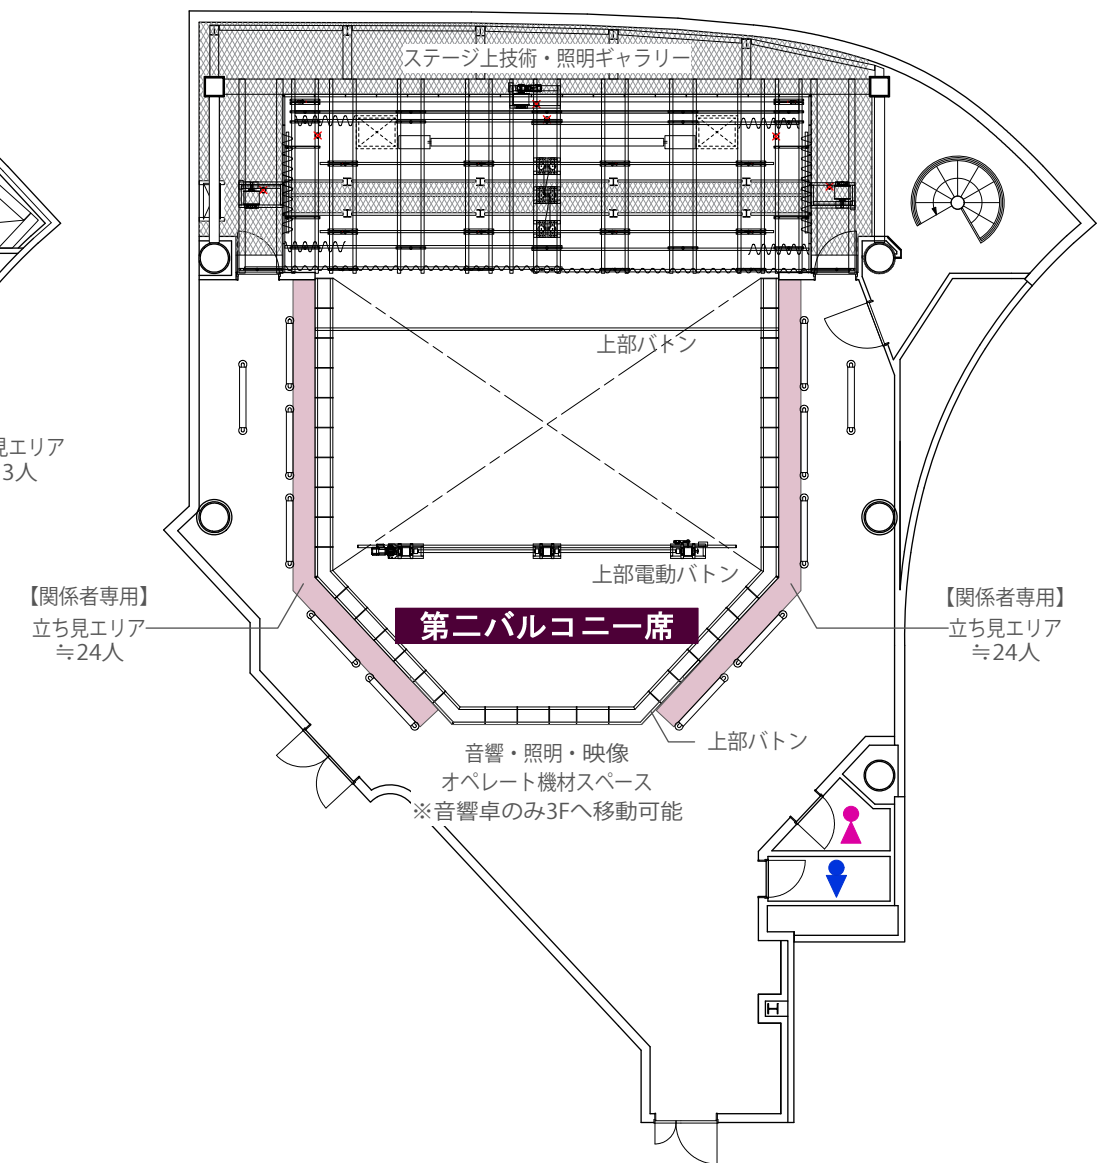 ステージ上技術・照明ギャラリー
上部バトン
見エリア
3人
上部電動バトン
第二バルコニー席
【関係者専用】
立ち見エリア
≒24人
【関係者専用】
立ち見エリア
≒24人
上部バトン
音響・照明・映像
オペレート機材スペース
※音響卓のみ3Fへ移動可能